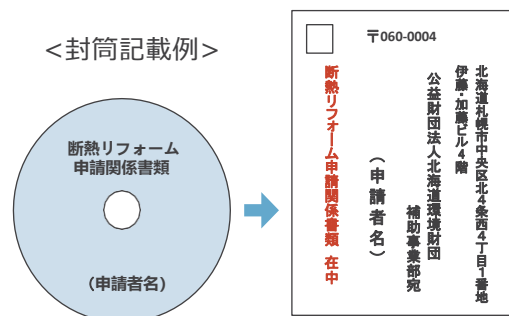 <封筒記載例>
断熱リフォーム
申請関係書類
(申請者名)
〒060-0004
北海道札幌市中央区北4条西4丁目1番地
伊藤・加藤ビル4階
公益財団法人北海道環境財団
補助事業部宛
(申請者名)
断熱リフォーム申請関係書類 在中